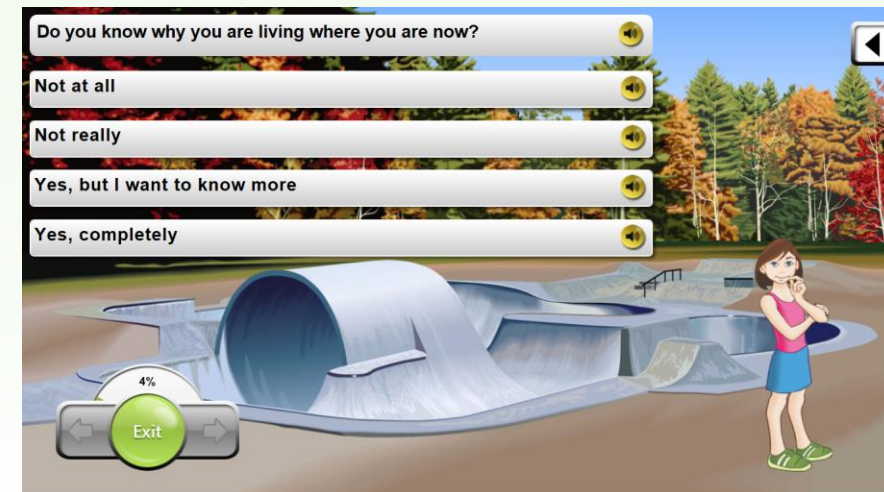 Do you know why you are living where you are now?
Not at all
Not really
Yes, but I want to know more
Yes, completely
4%
Exit